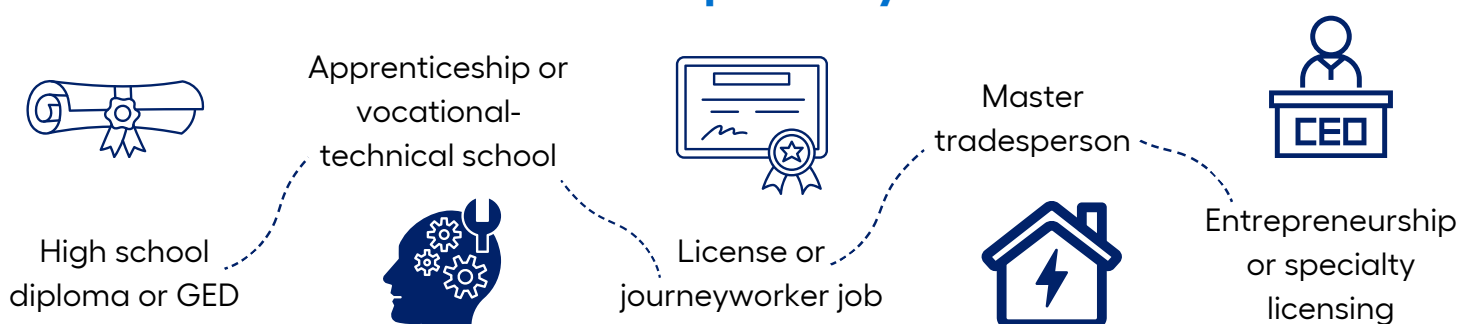 High school
diploma or GED
Apprenticeship or
vocational-
technical school
License or
journeyworker job
Master
tradesperson
CEO
Entrepreneurship
or specialty
licensing